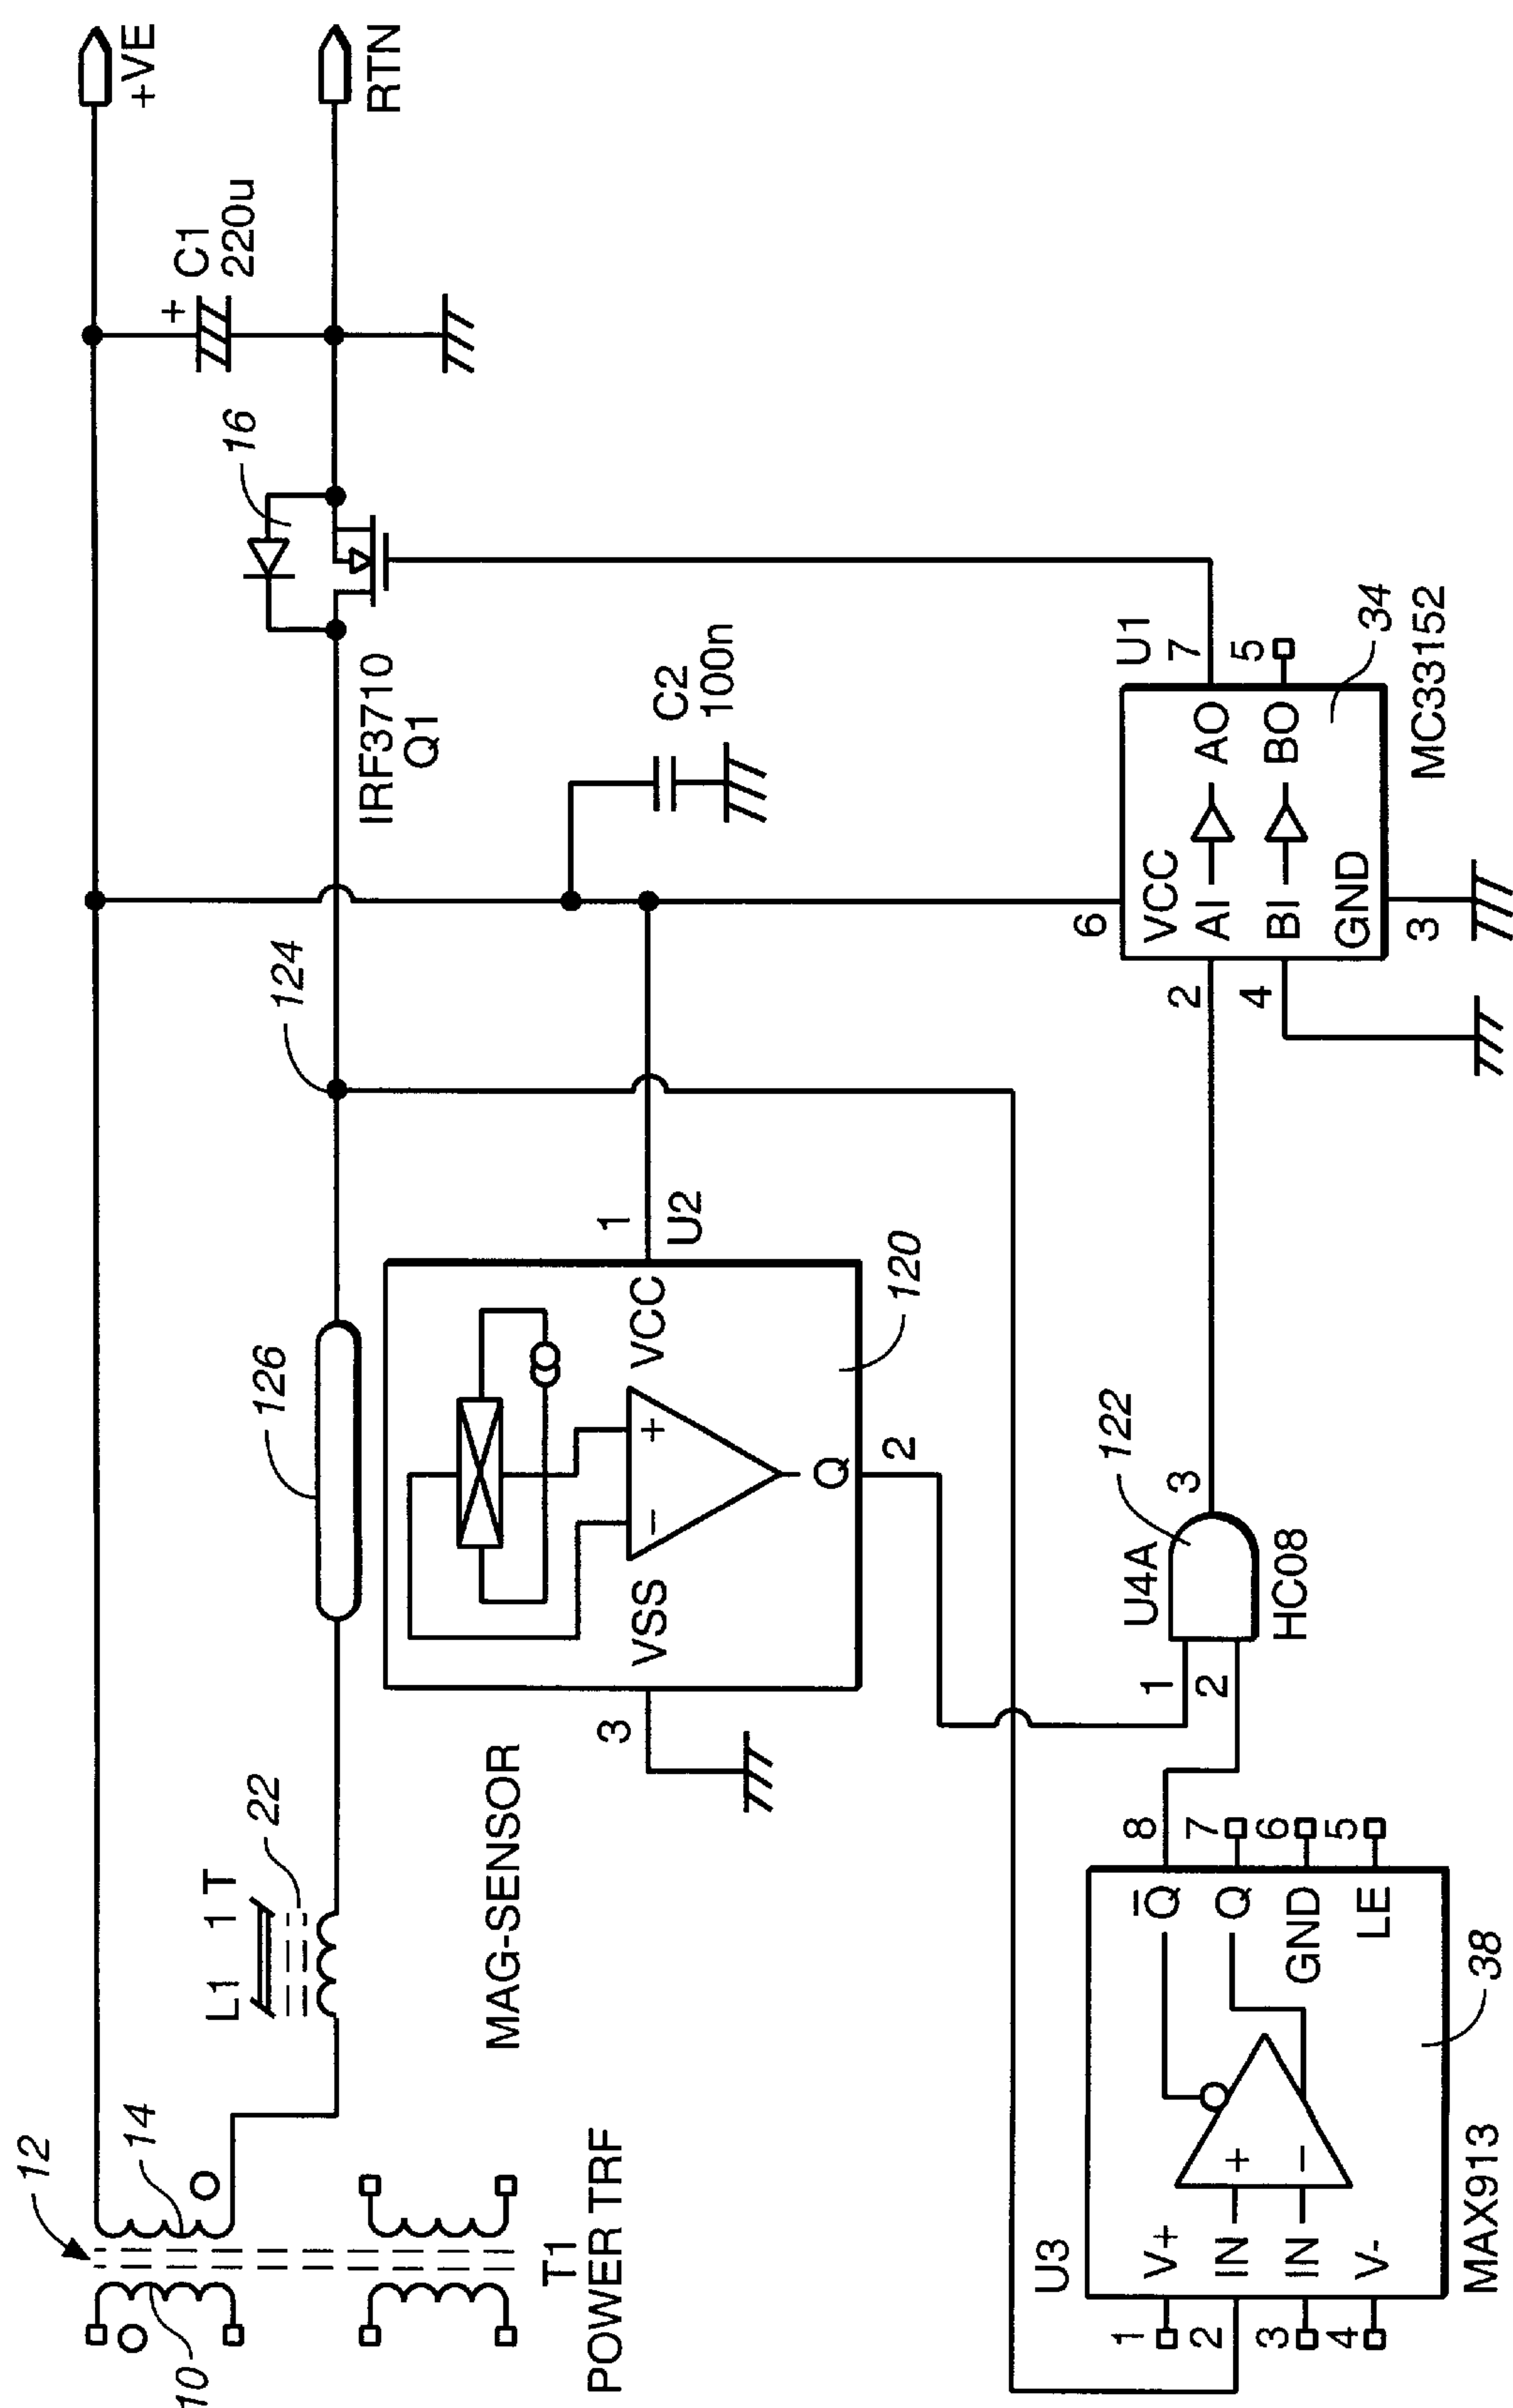 12
14
10
T1
POWER TRF
L1 1 T
22
126
124
16
C1
220u
+
+VE
RTN
IRF3710
Q1
C2
100n
MAG-SENSOR
3
VSS
VCC
1
U2
+
−
Q
2
120
U3
1
2
3
4
V+
IN
IN
V-
+
−
Q̅
Q
GND
LE
8
7
6
5
38
MAX913
U4A
122
1
2
3
HC08
U1
6
VCC
2
AI
AO
7
4
BI
BO
5
GND
3
34
MC33152